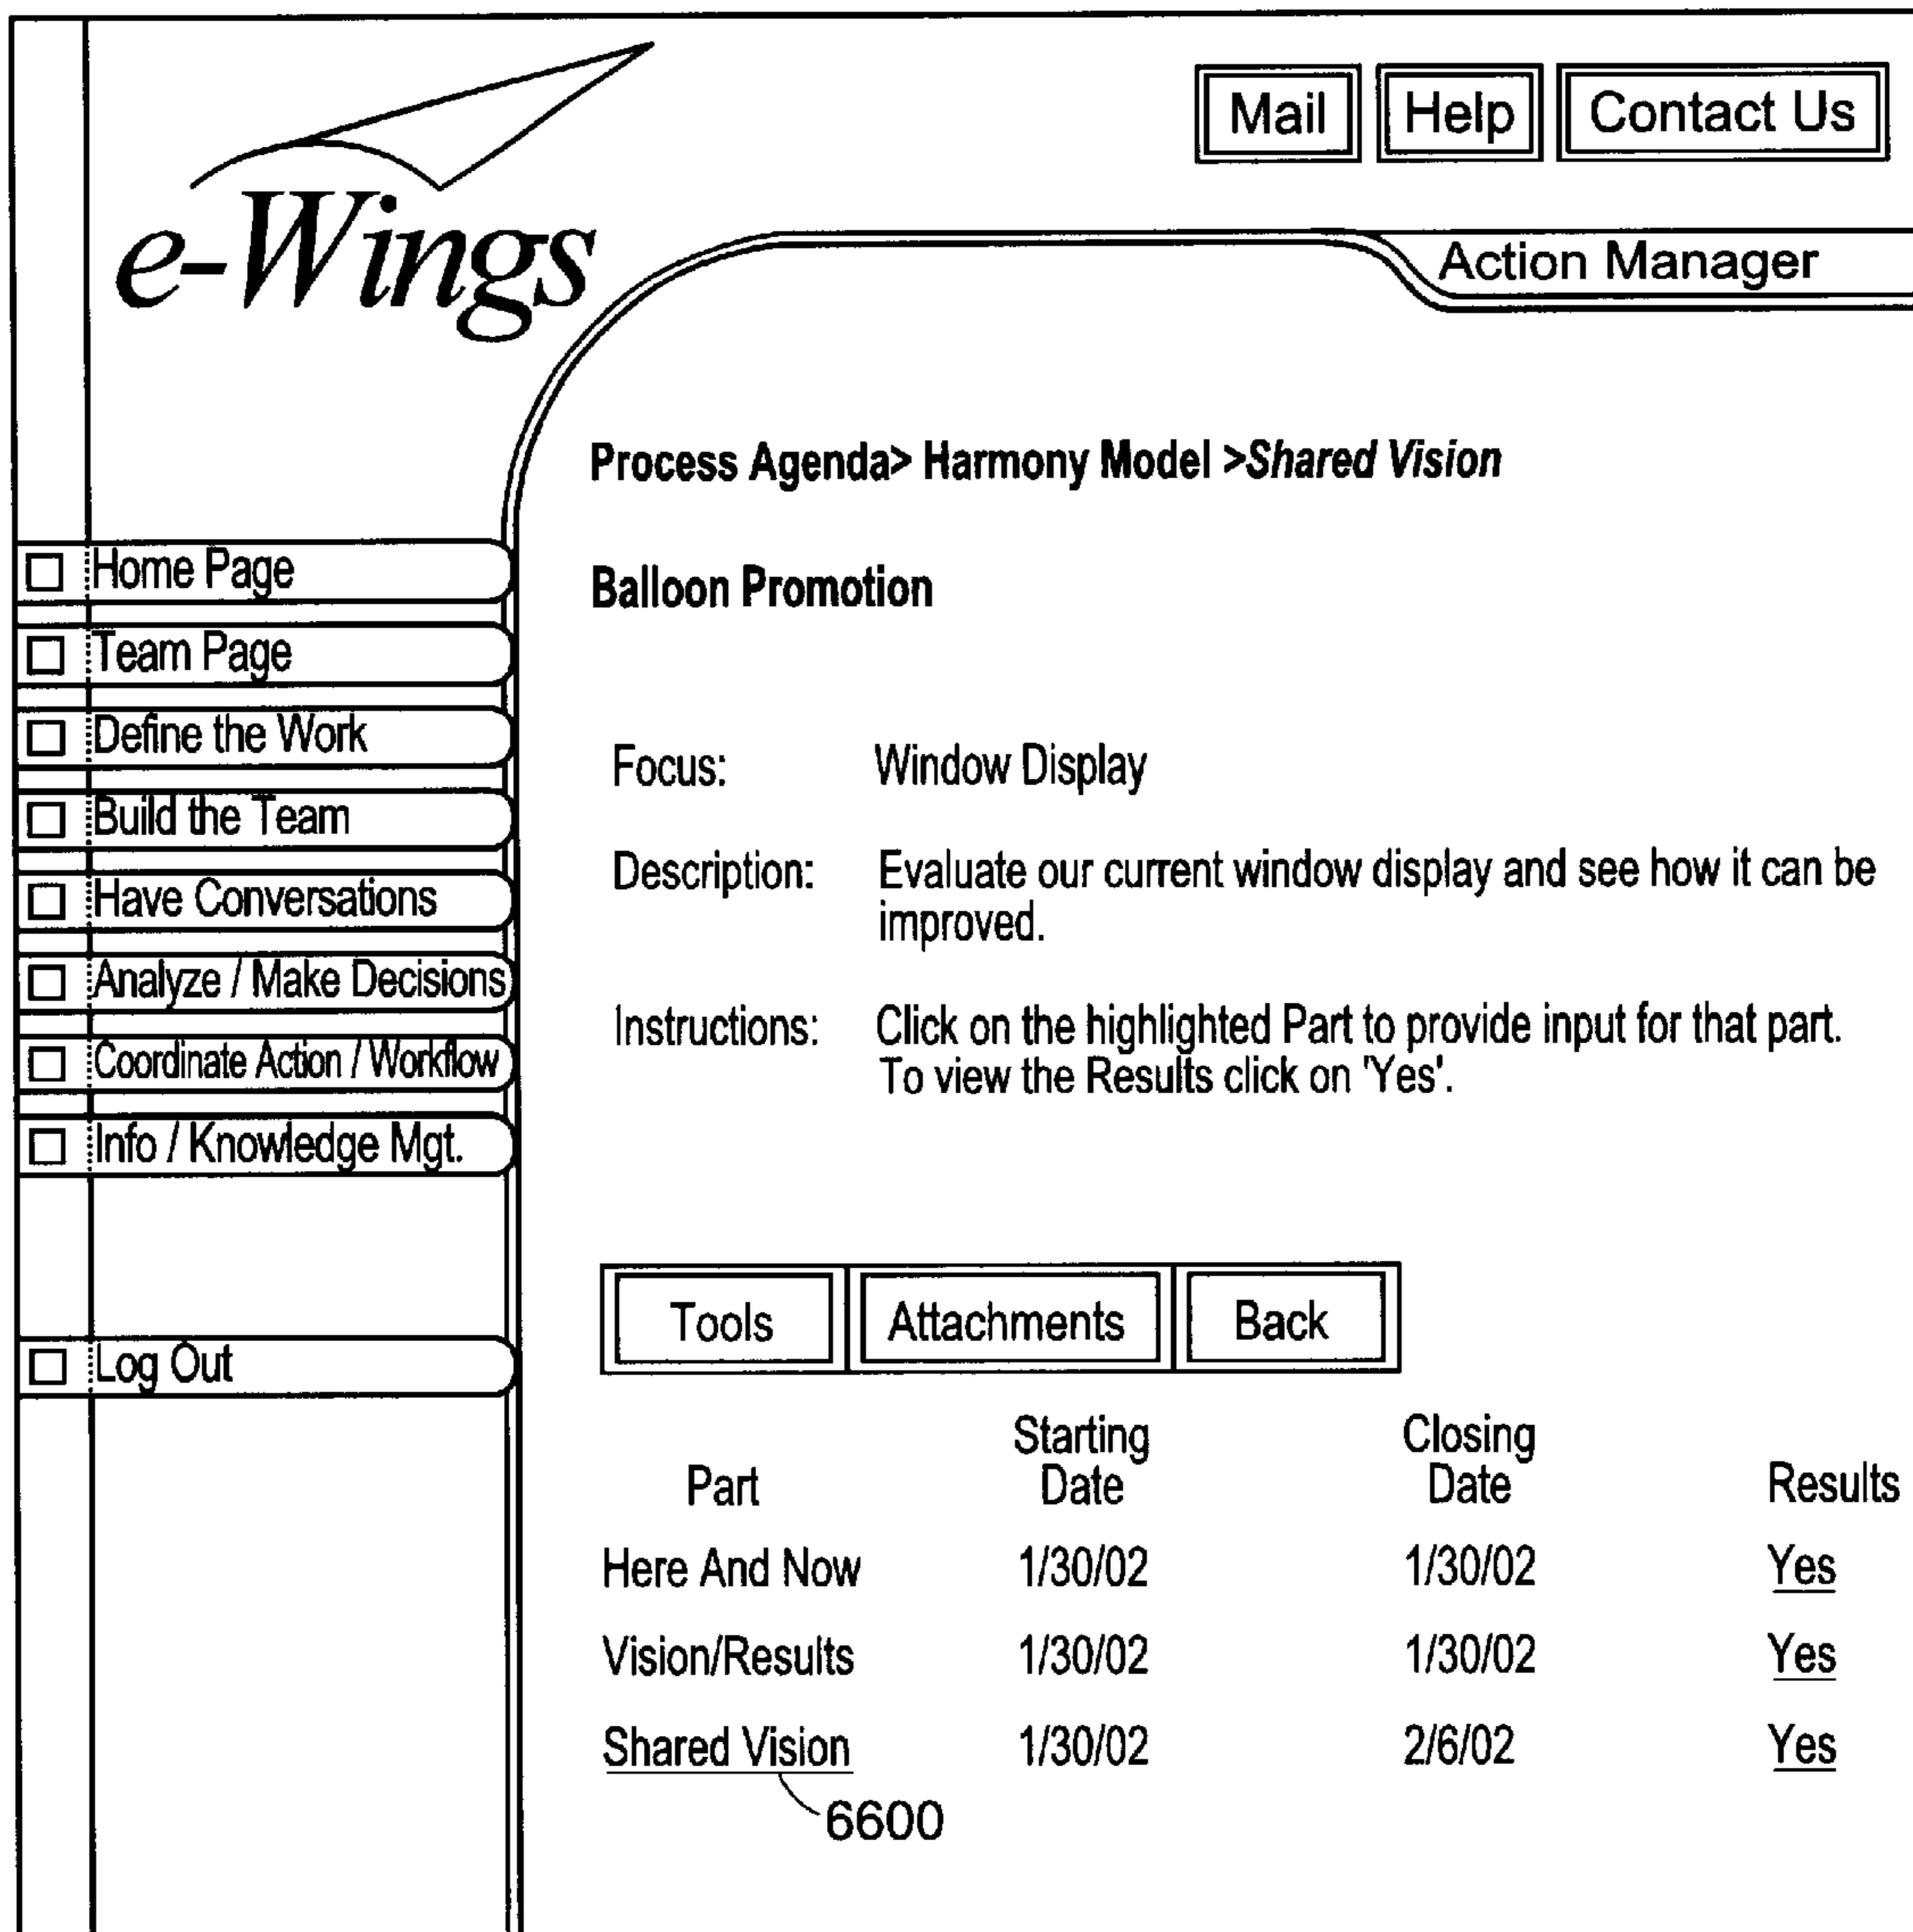 Mail Help Contact Us
e-Wings
Action Manager
Process Agenda> Harmony Model >Shared Vision
Home Page
Team Page
Define the Work
Build the Team
Have Conversations
Analyze / Make Decisions
Coordinate Action / Workflow
Info / Knowledge Mgt.
Log Out
Balloon Promotion
Focus: Window Display
Description: Evaluate our current window display and see how it can be
improved.
Instructions: Click on the highlighted Part to provide input for that part.
To view the Results click on 'Yes'.
Tools Attachments Back
Starting Closing
Part Date Date Results
Here And Now 1/30/02 1/30/02 Yes
Vision/Results 1/30/02 1/30/02 Yes
Shared Vision 1/30/02 2/6/02 Yes
6600